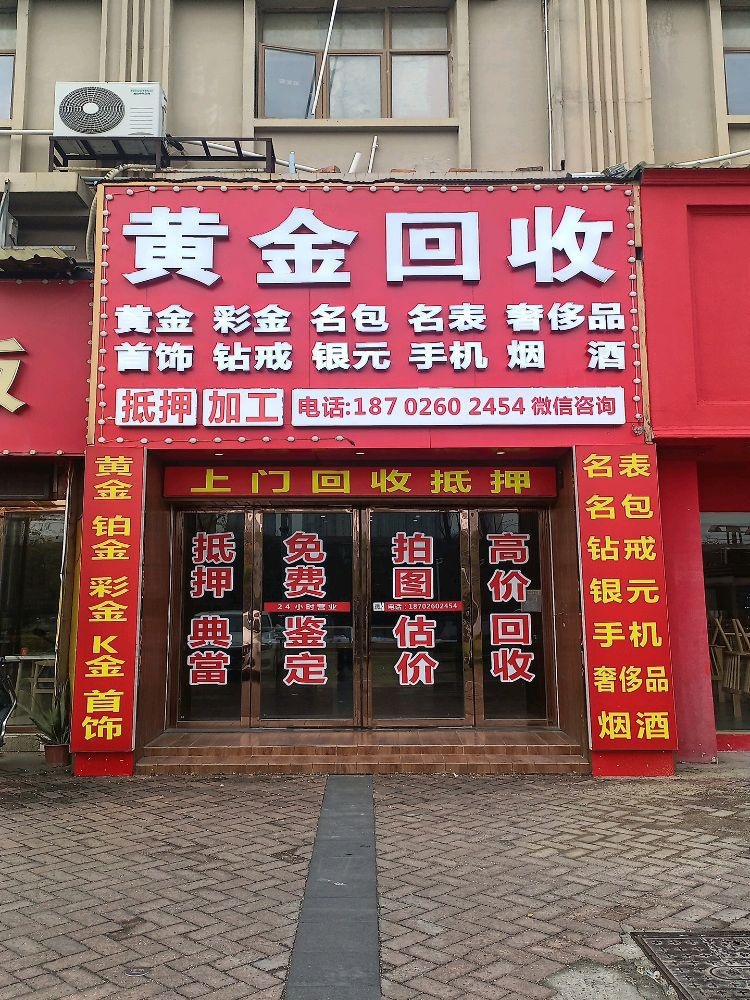 黄金回收
黄金 彩金 名包 名表 奢侈品
首饰 钻戒 银元 手机 烟 酒
抵押 加工 电话:187 0260 2454 微信咨询
上门回收抵押
黄金 铂金 彩金 K金 首饰
抵押 典當
免费 鉴定
24小时营业
拍图 估价
电话:18702602454
高价 回收
名表
名包
钻戒
银元
手机
奢侈品
烟酒